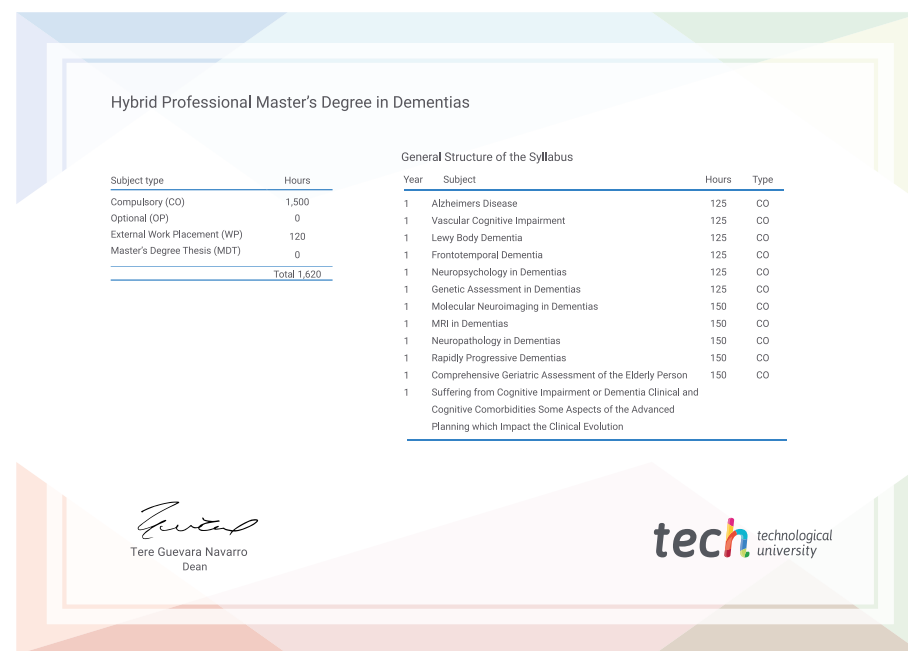 Hybrid Professional Master's Degree in Dementias
Subject type Hours
Compulsory (CO) 1,500
Optional (OP) 0
External Work Placement (WP) 120
Master's Degree Thesis (MDT) 0
Total 1,620
General Structure of the Syllabus
Year Subject Hours Type
1 Alzheimers Disease 125 CO
1 Vascular Cognitive Impairment 125 CO
1 Lewy Body Dementia 125 CO
1 Frontotemporal Dementia 125 CO
1 Neuropsychology in Dementias 125 CO
1 Genetic Assessment in Dementias 125 CO
1 Molecular Neuroimaging in Dementias 150 CO
1 MRI in Dementias 150 CO
1 Neuropathology in Dementias 150 CO
1 Rapidly Progressive Dementias 150 CO
1 Comprehensive Geriatric Assessment of the Elderly Person 150 CO
1 Suffering from Cognitive Impairment or Dementia Clinical and
Cognitive Comorbidities Some Aspects of the Advanced
Planning which Impact the Clinical Evolution
Tere Guevara Navarro
Dean
tech technological
university